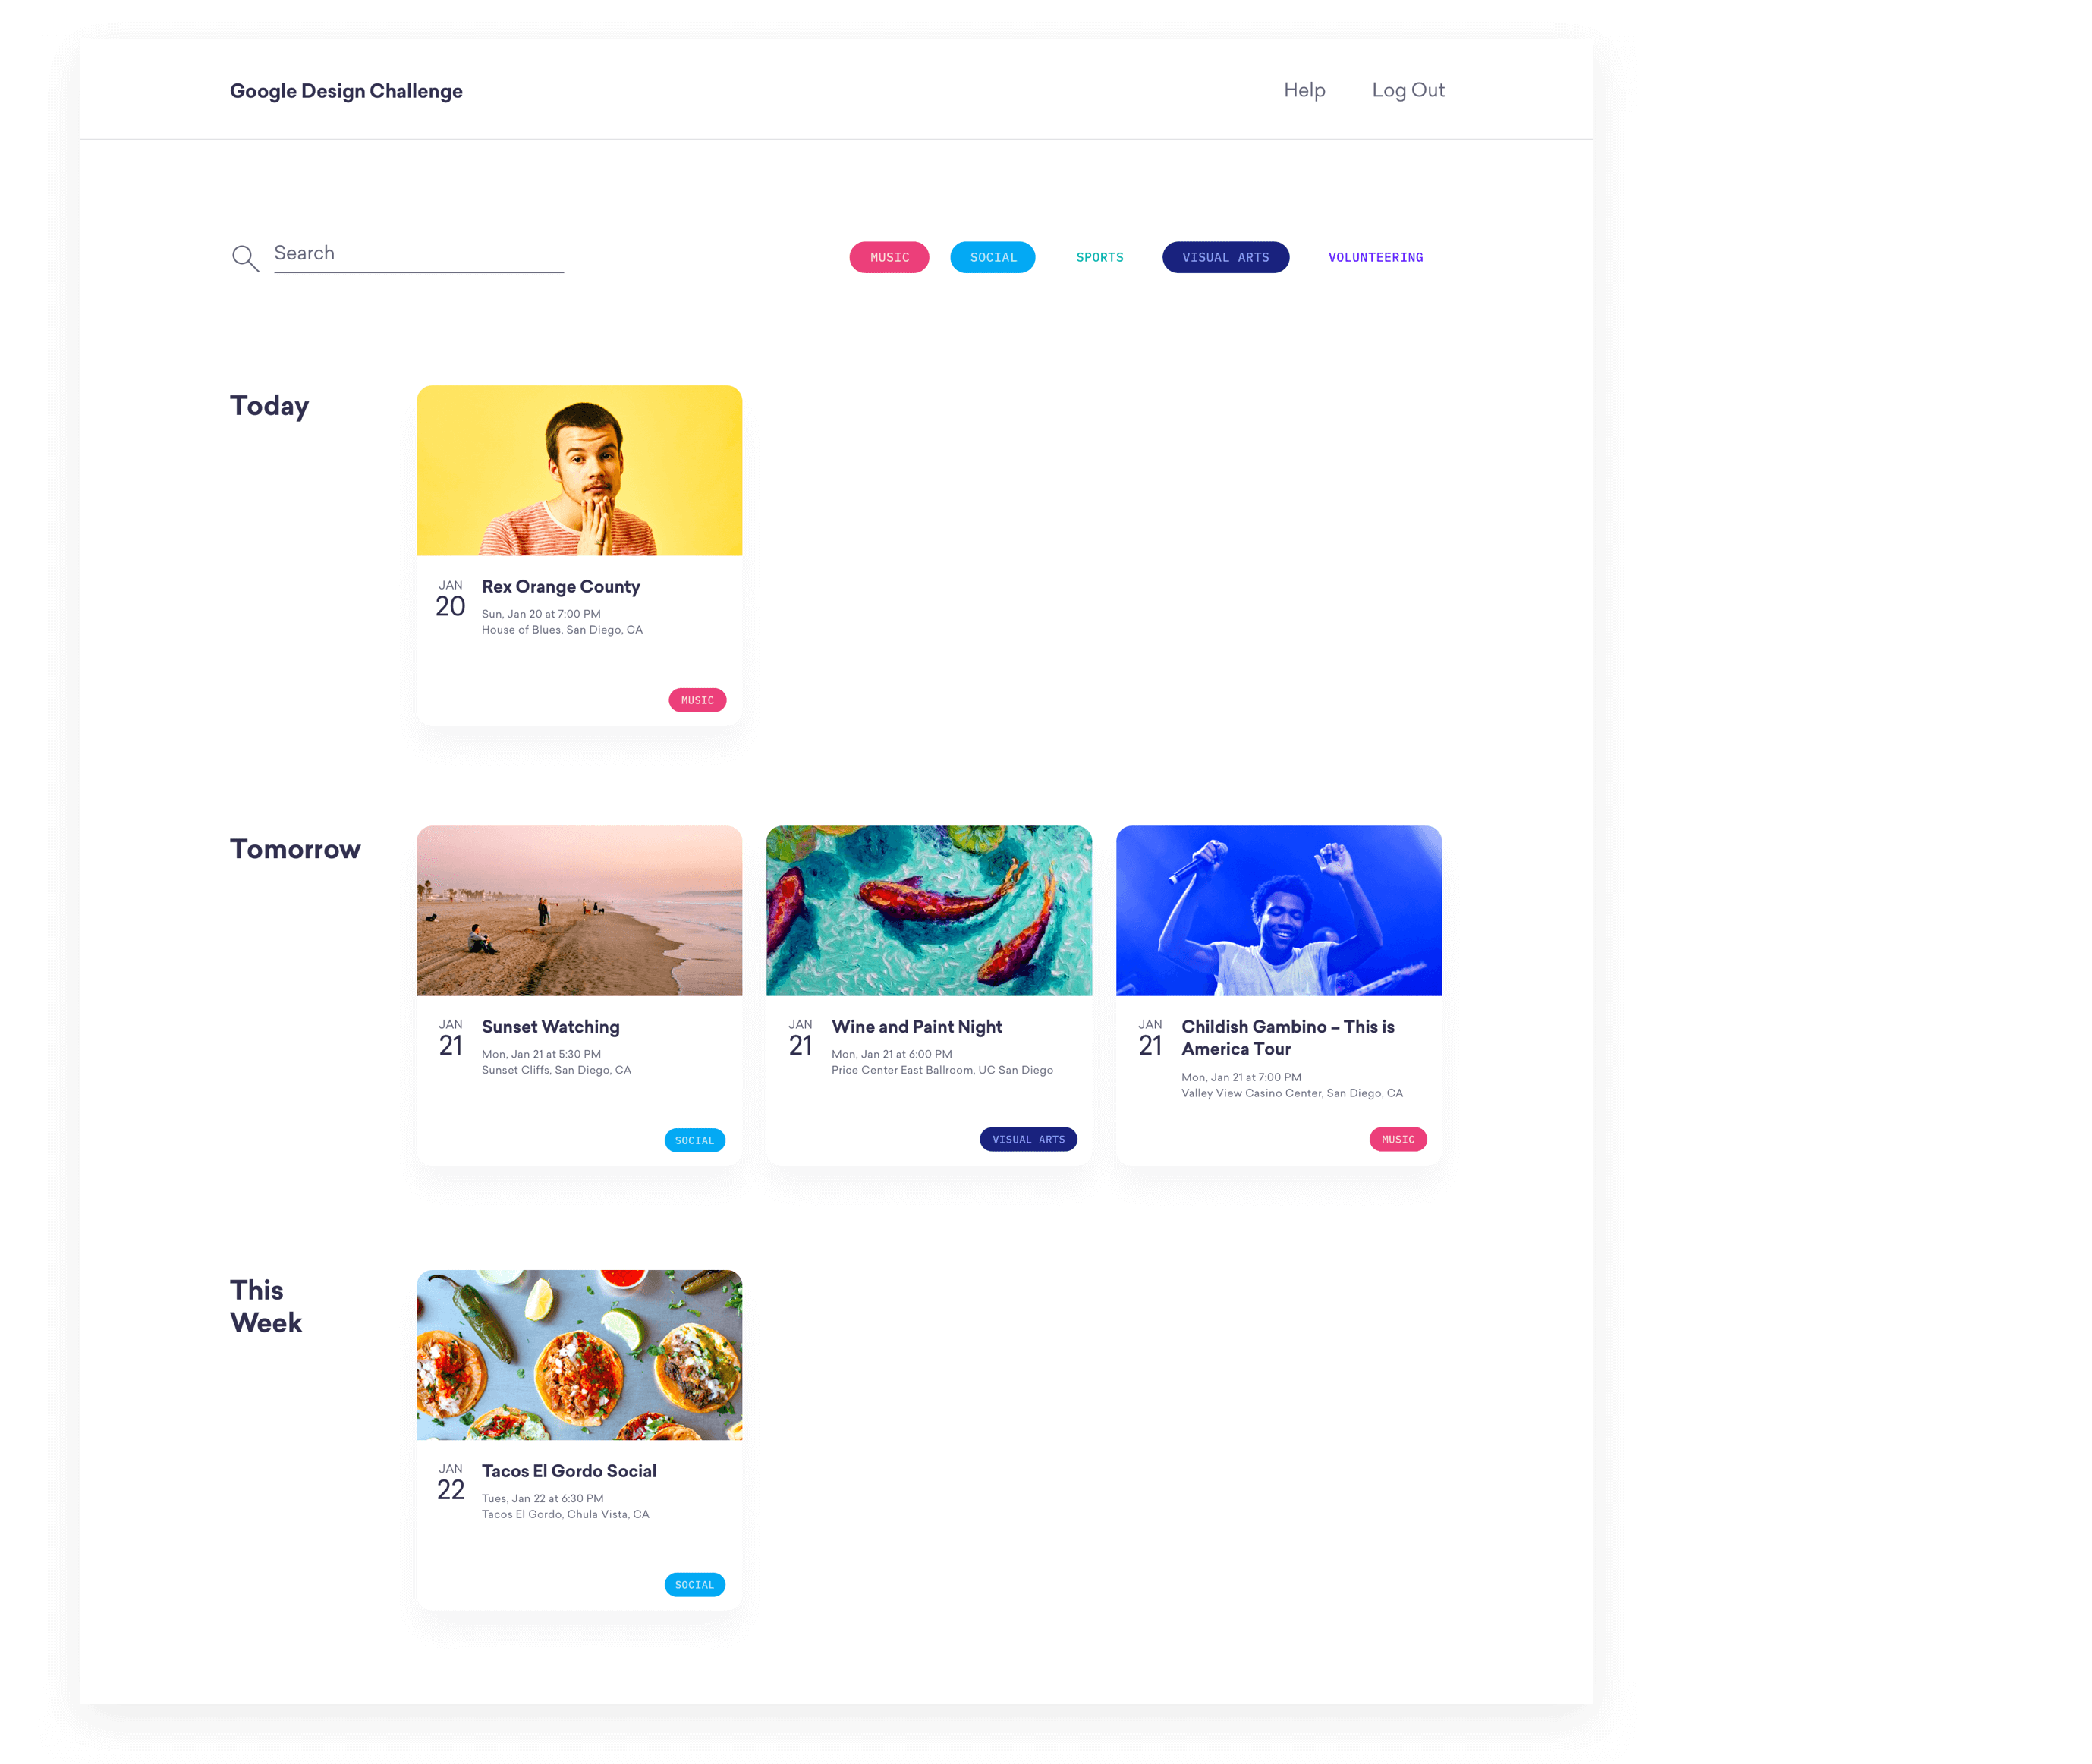 Google Design Challenge
Help
Log Out
Search
MUSIC
SOCIAL
SPORTS
VISUAL ARTS
VOLUNTEERING
Today
JAN
20
Rex Orange County
Sun, Jan 20 at 7:00 PM
House of Blues, San Diego, CA
MUSIC
Tomorrow
JAN
21
Sunset Watching
Mon, Jan 21 at 5:30 PM
Sunset Cliffs, San Diego, CA
SOCIAL
JAN
21
Wine and Paint Night
Mon, Jan 21 at 6:00 PM
Price Center East Ballroom, UC San Diego
VISUAL ARTS
JAN
21
Childish Gambino – This is
America Tour
Mon, Jan 21 at 7:00 PM
Valley View Casino Center, San Diego, CA
MUSIC
This
Week
JAN
22
Tacos El Gordo Social
Tues, Jan 22 at 6:30 PM
Tacos El Gordo, Chula Vista, CA
SOCIAL